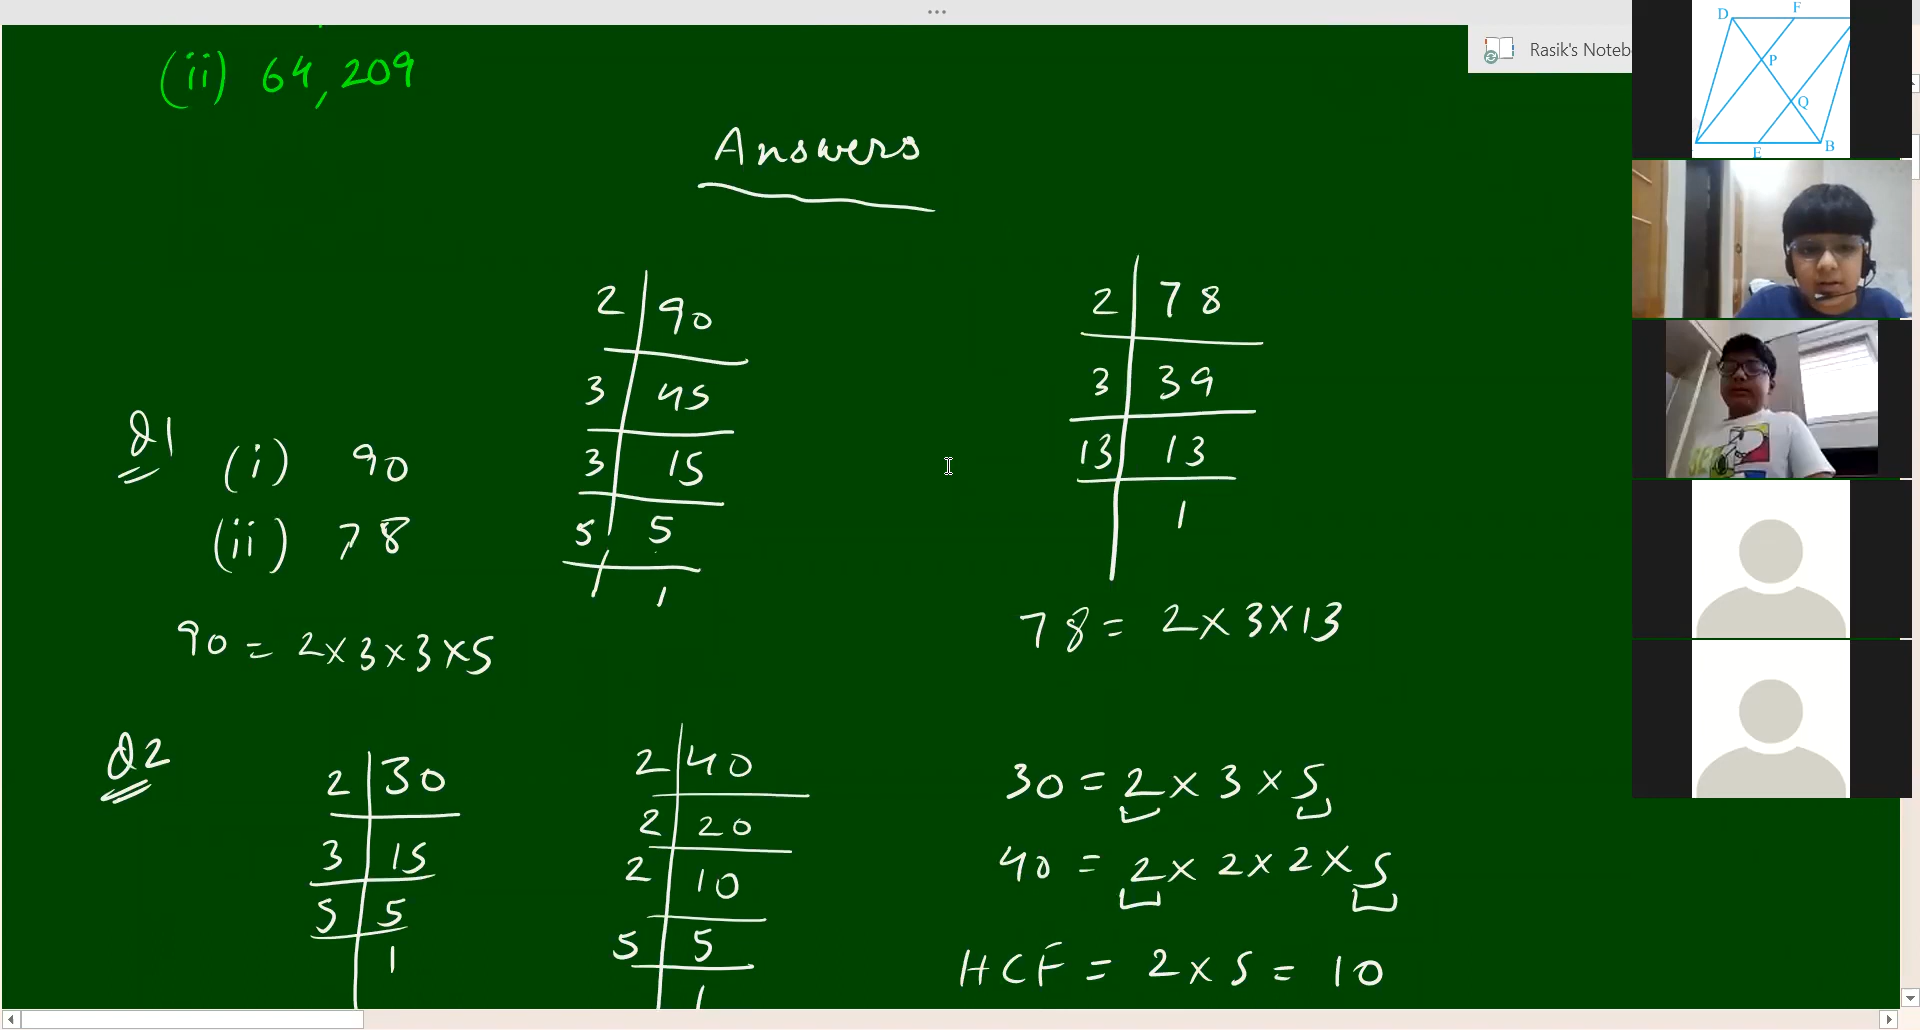 (ii) 64,209
Rasik's Noteb
Answers
2 | 90
3 | 45
3 | 15
5 | 5
1
2 | 78
3 | 39
13 | 13
1
Q1 (i) 90
(ii) 78
90 = 2 x 3 x 3 x 5
78 = 2 x 3 x 13
Q2
2 | 30
3 | 15
5 | 5
1
2 | 40
2 | 20
2 | 10
5 | 5
1
30 = 2 x 3 x 5
40 = 2 x 2 x 2 x 5
HCF = 2 x 5 = 10
D F
P
Q
E B